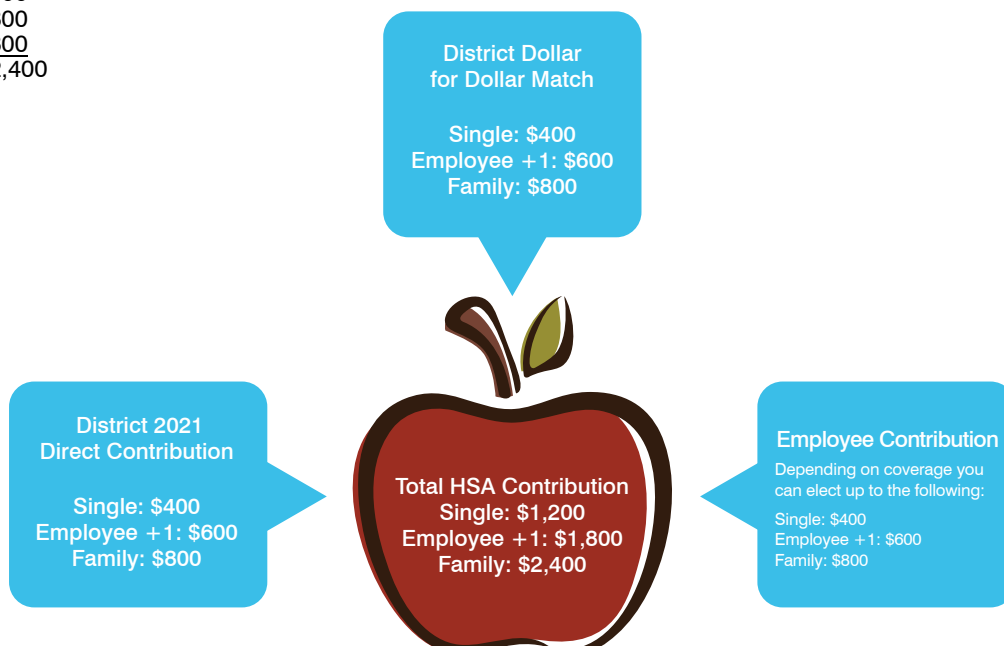 2,400
District Dollar
for Dollar Match
Single: $400
Employee +1: $600
Family: $800
District 2021
Direct Contribution
Single: $400
Employee +1: $600
Family: $800
Total HSA Contribution
Single: $1,200
Employee +1: $1,800
Family: $2,400
Employee Contribution
Depending on coverage you
can elect up to the following:
Single: $400
Employee +1: $600
Family: $800